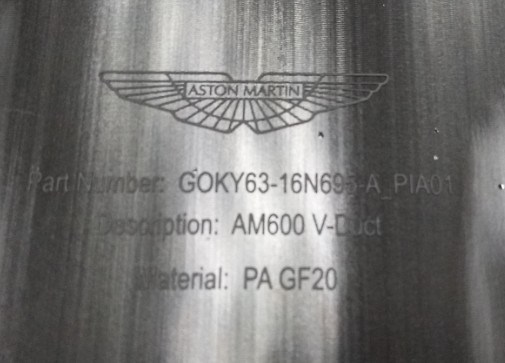 ASTON MARTIN
Part Number: GOKY63-16N695-A_PIA01
Description: AM600 V-Duct
Material: PA GF20